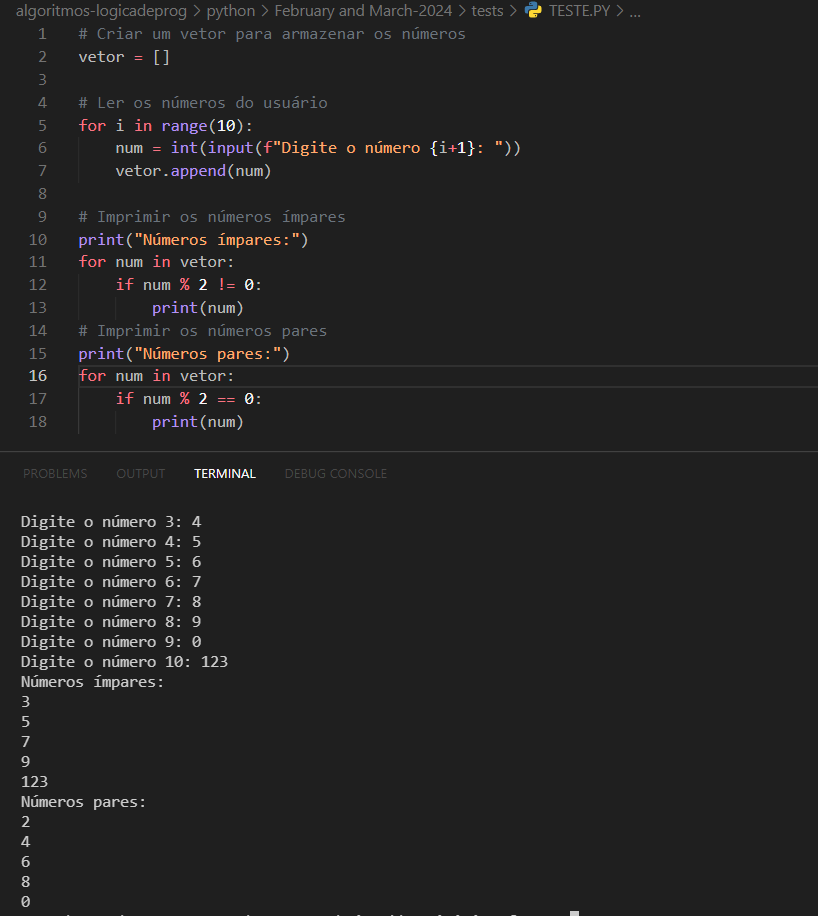 algoritmos-logicadeprog > python > February and March-2024 > tests > TESTE.PY > ...
1 # Criar um vetor para armazenar os números
2 vetor = []
3
4 # Ler os números do usuário
5 for i in range(10):
6     num = int(input(f"Digite o número {i+1}: "))
7     vetor.append(num)
8
9 # Imprimir os números ímpares
10 print("Números ímpares:")
11 for num in vetor:
12     if num % 2 != 0:
13         print(num)
14 # Imprimir os números pares
15 print("Números pares:")
16 for num in vetor:
17     if num % 2 == 0:
18         print(num)
PROBLEMS OUTPUT TERMINAL DEBUG CONSOLE
Digite o número 3: 4
Digite o número 4: 5
Digite o número 5: 6
Digite o número 6: 7
Digite o número 7: 8
Digite o número 8: 9
Digite o número 9: 0
Digite o número 10: 123
Números ímpares:
3
5
7
9
123
Números pares:
2
4
6
8
0